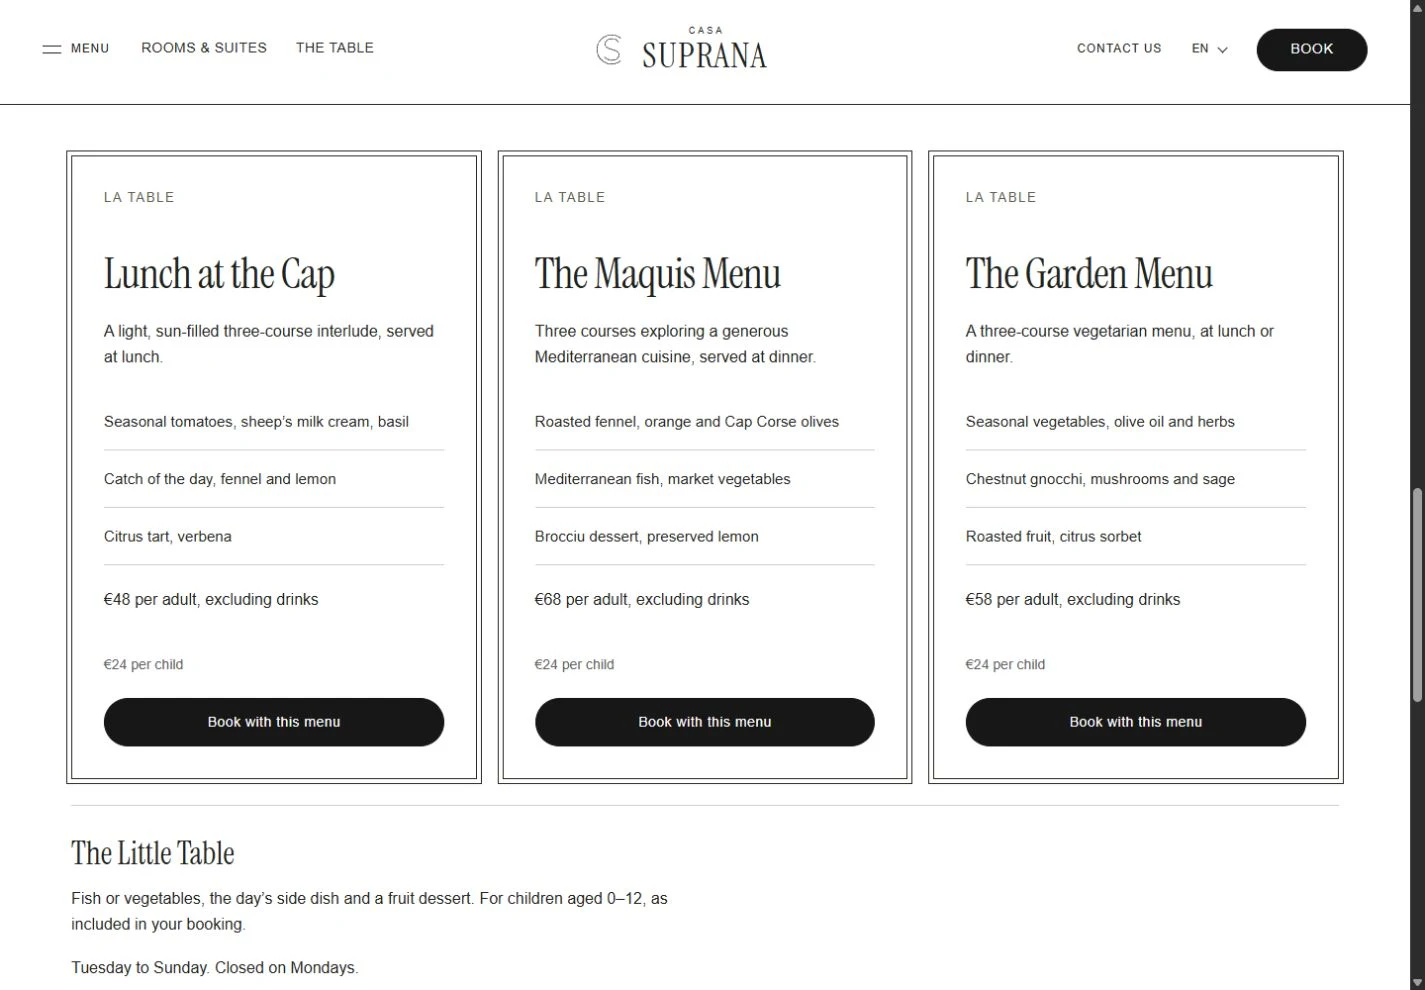 MENU
ROOMS & SUITES
THE TABLE
CASA
SUPRANA
CONTACT US
EN
BOOK
LA TABLE
Lunch at the Cap
A light, sun-filled three-course interlude, served
at lunch.
Seasonal tomatoes, sheep’s milk cream, basil
Catch of the day, fennel and lemon
Citrus tart, verbena
€48 per adult, excluding drinks
€24 per child
Book with this menu
LA TABLE
The Maquis Menu
Three courses exploring a generous
Mediterranean cuisine, served at dinner.
Roasted fennel, orange and Cap Corse olives
Mediterranean fish, market vegetables
Brocciu dessert, preserved lemon
€68 per adult, excluding drinks
€24 per child
Book with this menu
LA TABLE
The Garden Menu
A three-course vegetarian menu, at lunch or
dinner.
Seasonal vegetables, olive oil and herbs
Chestnut gnocchi, mushrooms and sage
Roasted fruit, citrus sorbet
€58 per adult, excluding drinks
€24 per child
Book with this menu
The Little Table
Fish or vegetables, the day’s side dish and a fruit dessert. For children aged 0–12, as
included in your booking.
Tuesday to Sunday. Closed on Mondays.